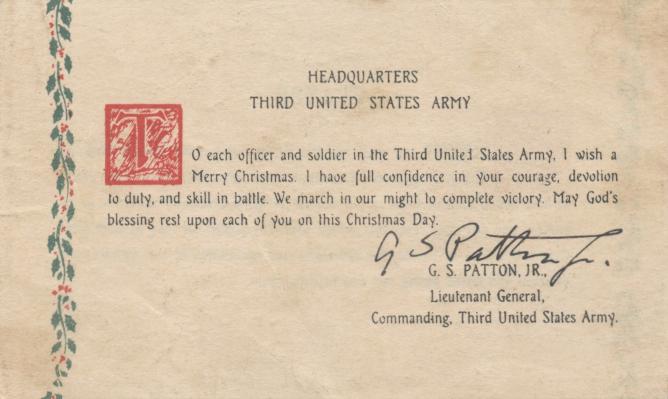 HEADQUARTERS
THIRD UNITED STATES ARMY
TO each officer and soldier in the Third United States Army, I wish a
Merry Christmas. I have full confidence in your courage, devotion
to duty, and skill in battle. We march in our might to complete victory. May God's
blessing rest upon each of you on this Christmas Day.
G S Patton Jr.
G. S. PATTON, JR.,
Lieutenant General,
Commanding, Third United States Army.